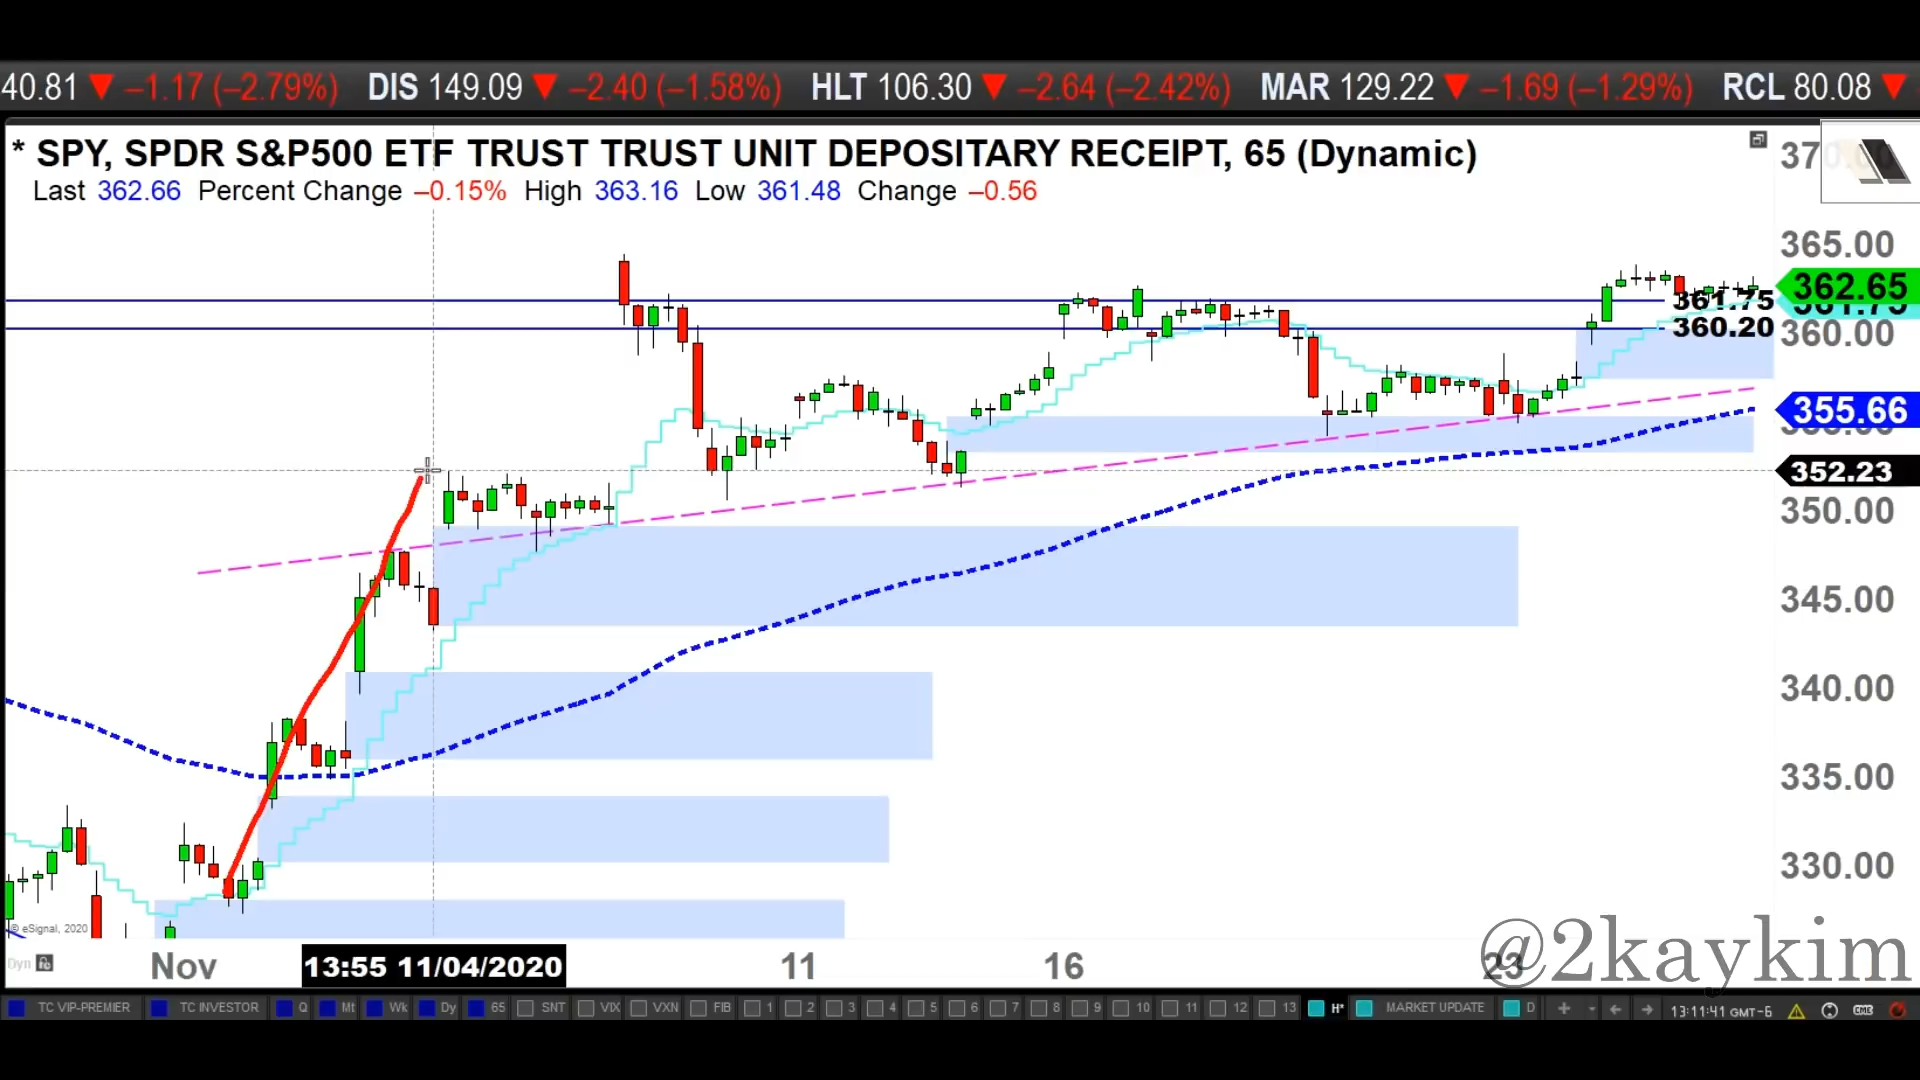 40.81 ▼ –1.17 (–2.79%) DIS 149.09 ▼ –2.40 (–1.58%) HLT 106.30 ▼ –2.64 (–2.42%) MAR 129.22 ▼ –1.69 (–1.29%) RCL 80.08 ▼
* SPY, SPDR S&P500 ETF TRUST TRUST UNIT DEPOSITARY RECEIPT, 65 (Dynamic)
Last 362.66 Percent Change –0.15% High 363.16 Low 361.48 Change –0.56
365.00
362.65
361.75
361.75
360.20
360.00
355.66
352.23
350.00
345.00
340.00
335.00
330.00
© eSignal, 2020
@2kaykim
Dyn
Nov 13:55 11/04/2020 11 16 23
TC VIP-PREMIER TC INVESTOR Q Mt Wk Dy 65 SNT VIX VXN FIB 1 2 3 4 5 6 7 8 9 10 11 12 13 H* MARKET UPDATE D 13:11:41 GMT-6